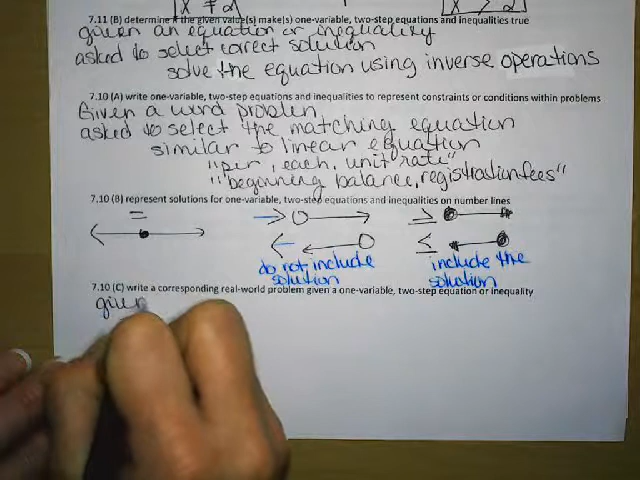 x ≠ 2
x > 2
7.11 (B) determine if the given value(s) make(s) one-variable, two-step equations and inequalities true
given an equation or inequality
asked to select correct solution
solve the equation using inverse operations
7.10 (A) write one-variable, two-step equations and inequalities to represent constraints or conditions within problems
Given a word problem
asked to select the matching equation
similar to linear equation
"per, each, unit rate"
"beginning balance, registration fees"
7.10 (B) represent solutions for one-variable, two-step equations and inequalities on number lines
= > ≥
< ≤
do not include include the
solution solution
7.10 (C) write a corresponding real-world problem given a one-variable, two-step equation or inequality
given